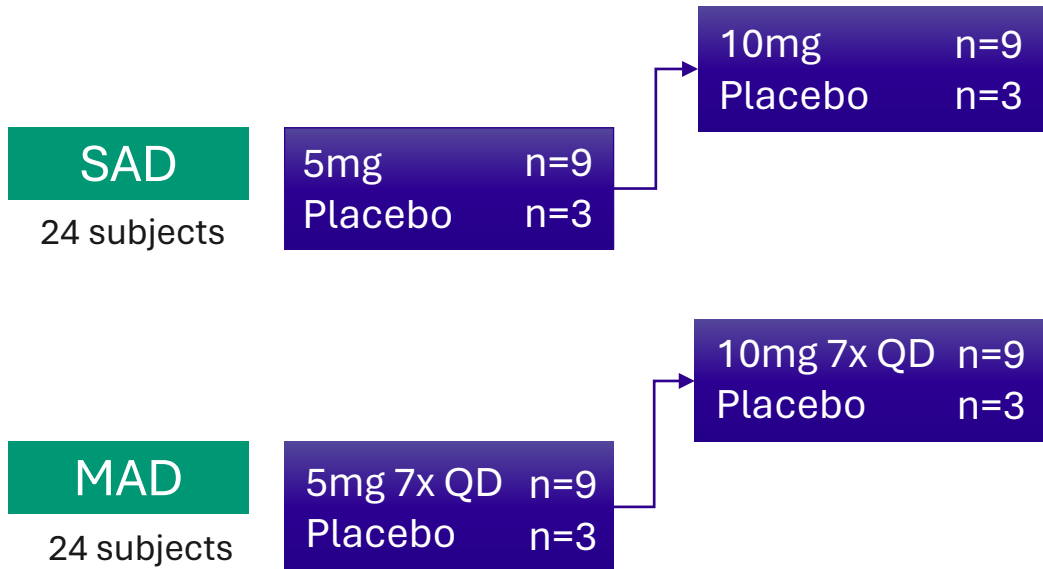 10mg n=9
Placebo n=3
SAD
24 subjects
5mg n=9
Placebo n=3
10mg 7x QD n=9
Placebo n=3
MAD
24 subjects
5mg 7x QD n=9
Placebo n=3